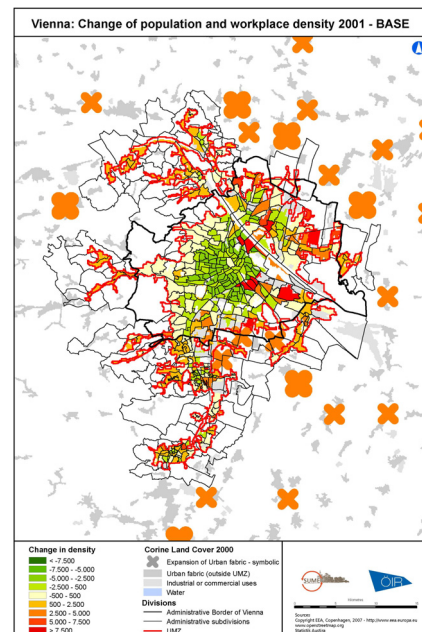 Vienna: Change of population and workplace density 2001 - BASE
Change in density
< -7.500
-7.500 - -5.000
-5.000 - -2.500
-2.500 - 500
-500 - 500
500 - 2.500
2.500 - 5.000
5.000 - 7.500
> 7.500
Corine Land Cover 2000
Expansion of Urban fabric - symbolic
Urban fabric (outside UMZ)
Industrial or commercial uses
Water
Divisions
Administrative Border of Vienna
Administrative subdivisions
UMZ
SUME
ÖIR
Kilometres
Sources:
Copyright EEA, Copenhagen, 2007 - http://www.eea.europa.eu
www.openstreetmap.org
Statistik Austria